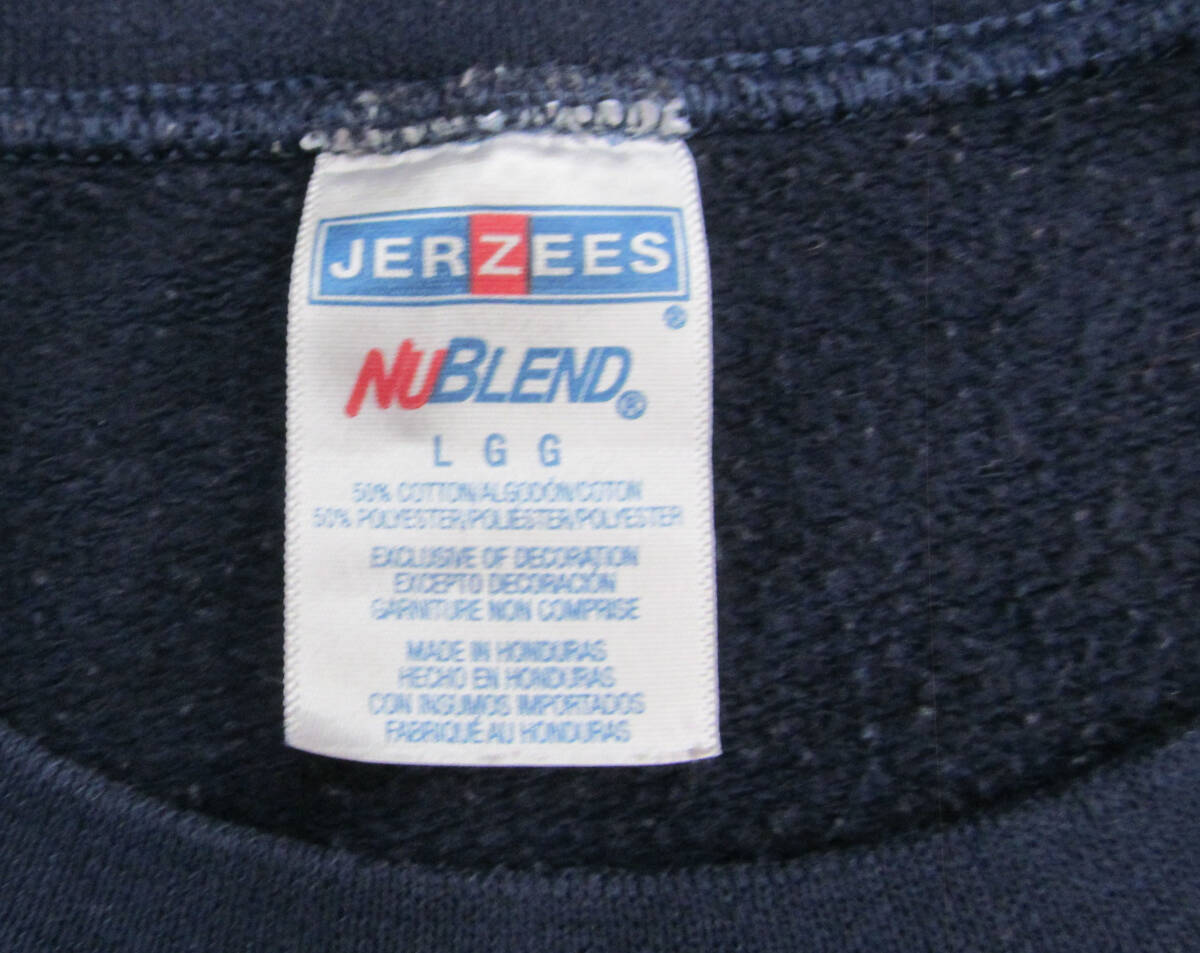 JERZEES
®
NUBLEND®
L G G
50% COTTON/ALGODÓN/COTON
50% POLYESTER/POLIÉSTER/POLYESTER
EXCLUSIVE OF DECORATION
EXCEPTO DECORACIÓN
GARNITURE NON COMPRISE
MADE IN HONDURAS
HECHO EN HONDURAS
CON INSUMOS IMPORTADOS
FABRIQUÉ AU HONDURAS